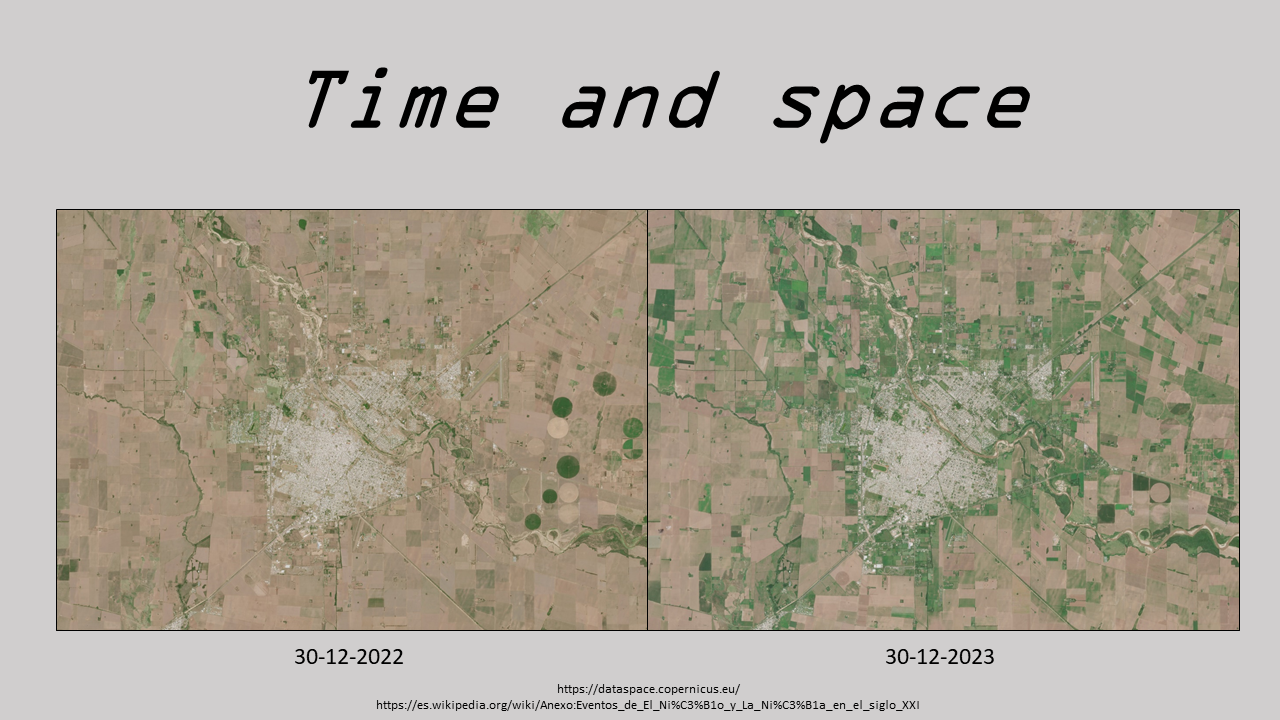 Time and space
30-12-2022
30-12-2023
https://dataspace.copernicus.eu/
https://es.wikipedia.org/wiki/Anexo:Eventos_de_El_Ni%C3%B1o_y_La_Ni%C3%B1a_en_el_siglo_XXI